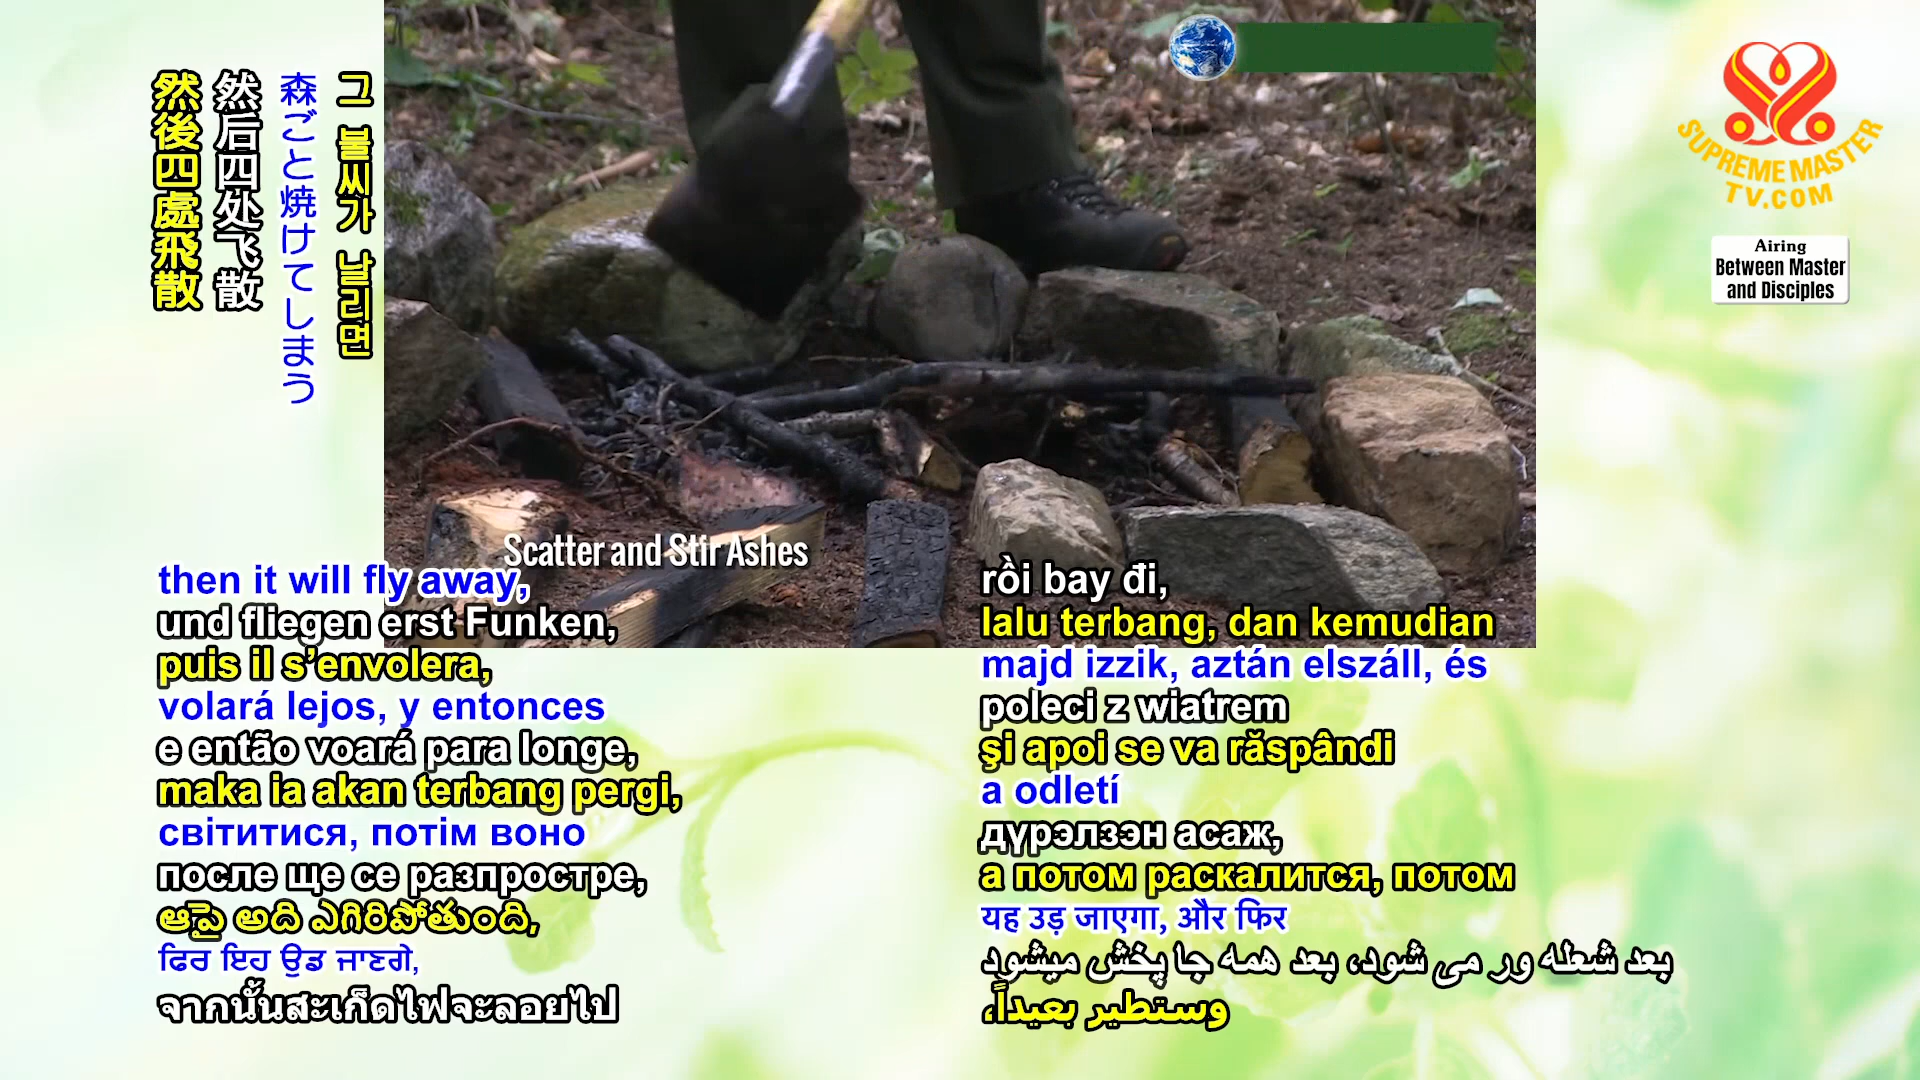 그 불씨가 날리면
森ごと焼けてしまう
然后四处飞散
然後四處飛散
SUPREME MASTER
TV.COM
Airing
Between Master
and Disciples
Scatter and Stir Ashes
then it will fly away,
und fliegen erst Funken,
puis il s’envolera,
volará lejos, y entonces
e então voará para longe,
maka ia akan terbang pergi,
світитися, потім воно
после ще се разпростре,
ఆపై అది ఎగిరిపోతుంది,
ਫਿਰ ਇਹ ਉਡ ਜਾਣਗੇ,
จากนั้นสะเก็ดไฟจะลอยไป
rồi bay đi,
lalu terbang, dan kemudian
majd izzik, aztán elszáll, és
poleci z wiatrem
şi apoi se va răspândi
a odletí
дүрэлзэн асаж,
а потом раскалится, потом
यह उड़ जाएगा, और फिर
بعد شعله ور می شود، بعد همه جا پخش میشود
وستطير بعيداً،